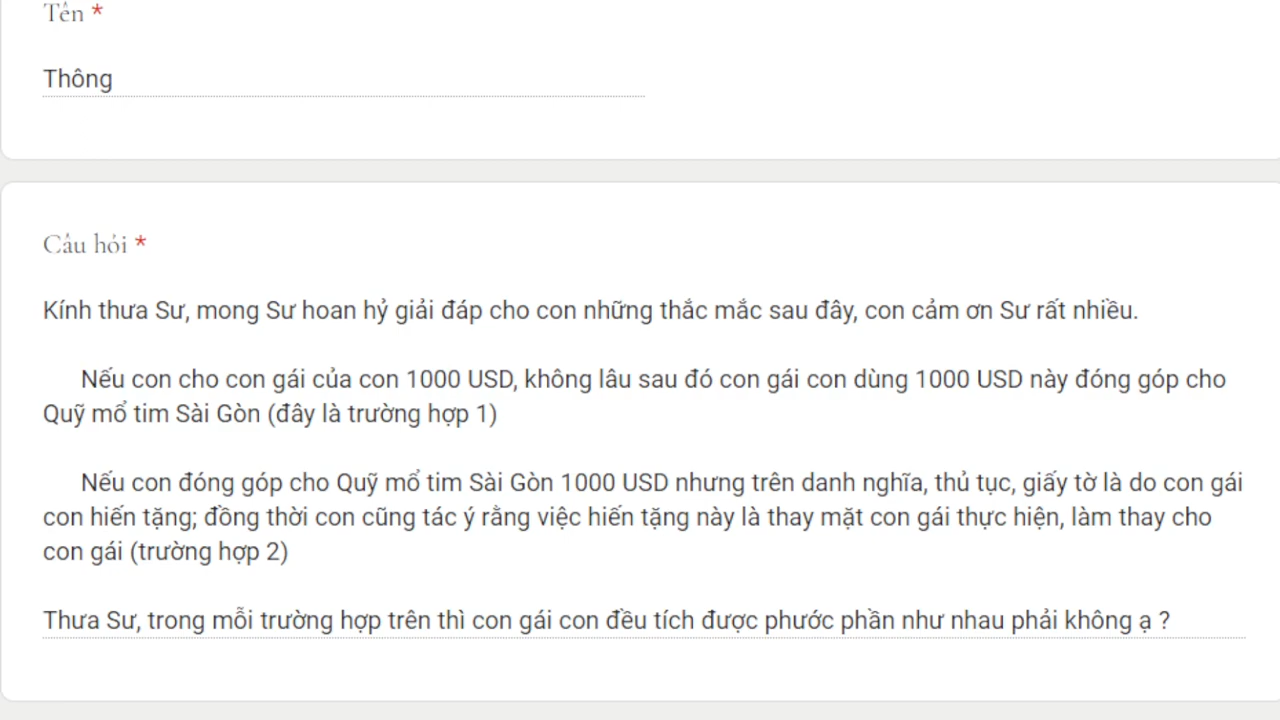 Tên *
Thông
Câu hỏi *
Kính thưa Sư, mong Sư hoan hỷ giải đáp cho con những thắc mắc sau đây, con cảm ơn Sư rất nhiều.
Nếu con cho con gái của con 1000 USD, không lâu sau đó con gái con dùng 1000 USD này đóng góp cho
Quỹ mổ tim Sài Gòn (đây là trường hợp 1)
Nếu con đóng góp cho Quỹ mổ tim Sài Gòn 1000 USD nhưng trên danh nghĩa, thủ tục, giấy tờ là do con gái
con hiến tặng; đồng thời con cũng tác ý rằng việc hiến tặng này là thay mặt con gái thực hiện, làm thay cho
con gái (trường hợp 2)
Thưa Sư, trong mỗi trường hợp trên thì con gái con đều tích được phước phần như nhau phải không ạ ?